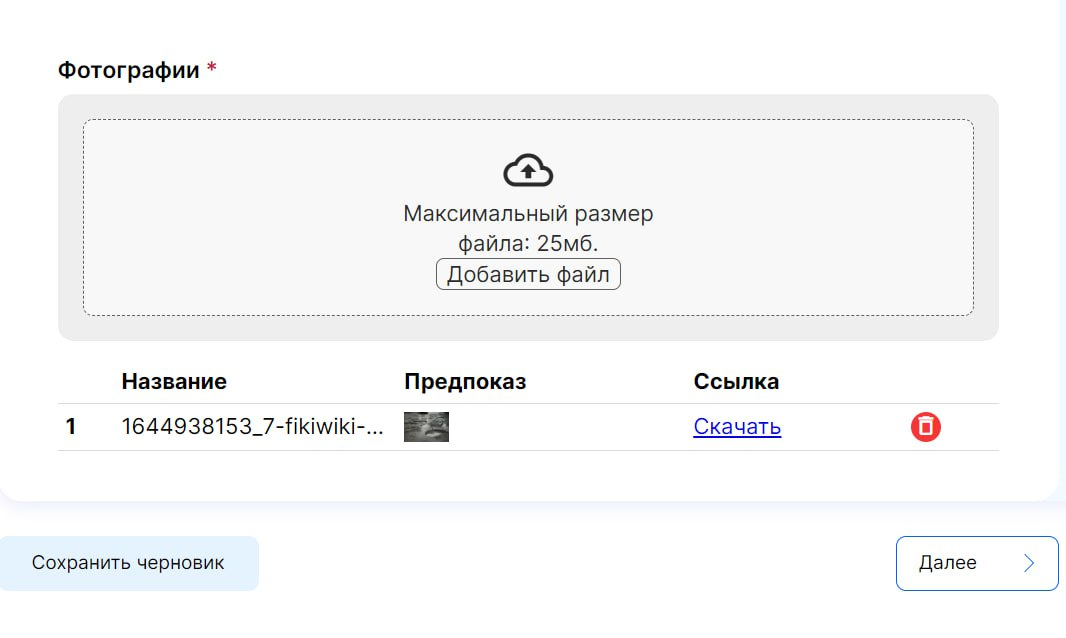 Фотографии *
Максимальный размер
файла: 25мб.
Добавить файл
Название Предпоказ Ссылка
1 1644938153_7-fikiwiki-... Скачать
Сохранить черновик
Далее